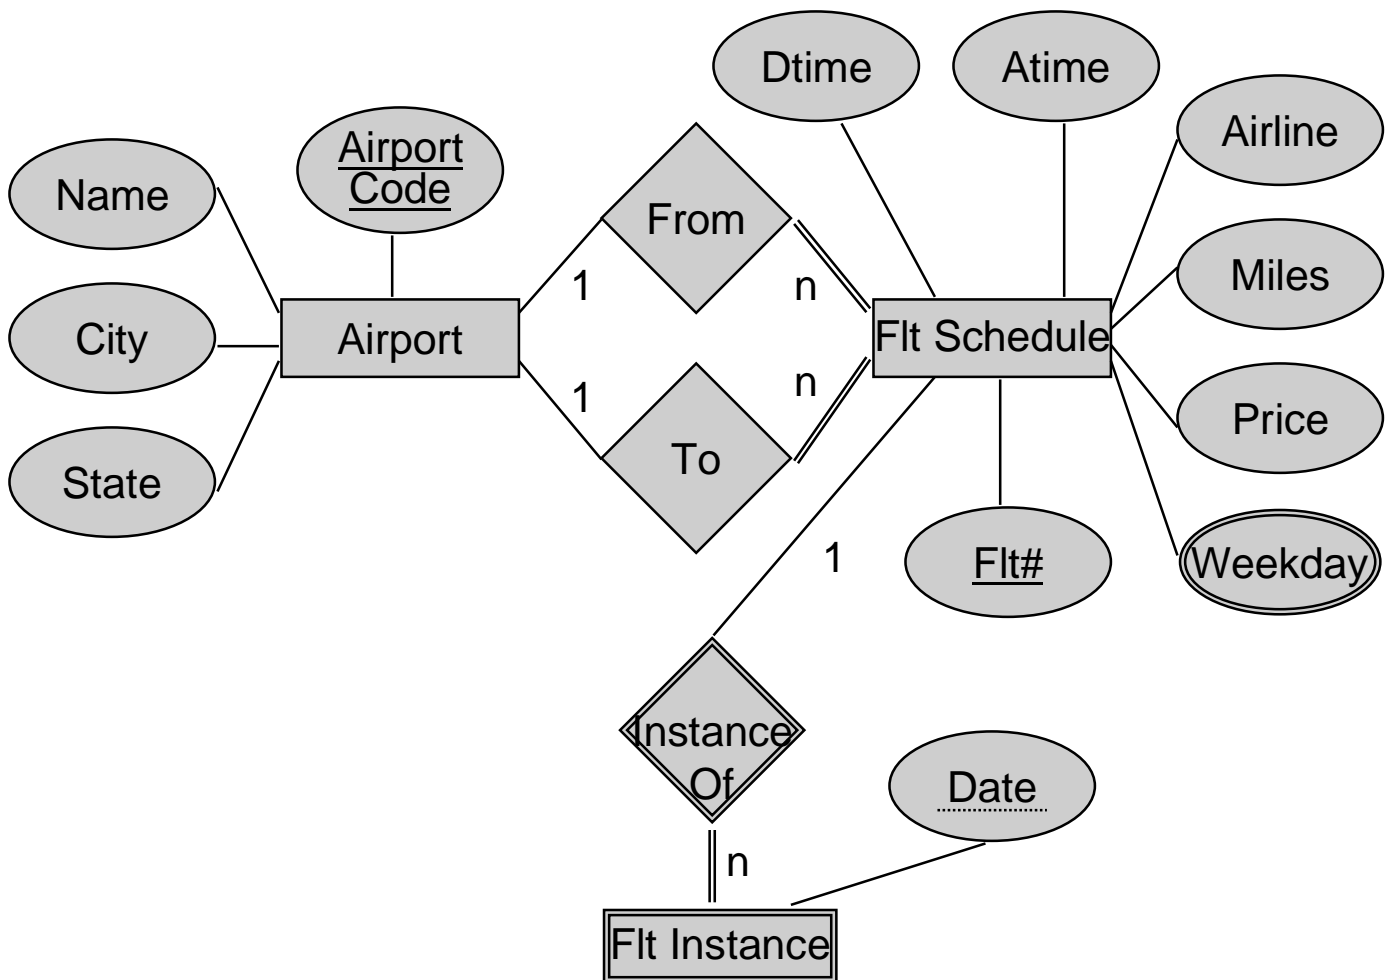 Dtime
Atime
Airline
Airport
Code
Name
From
Miles
1
n
City
Airport
Flt Schedule
1
n
Price
State
To
1
Flt#
Weekday
Instance
Of
Date
n
Flt Instance